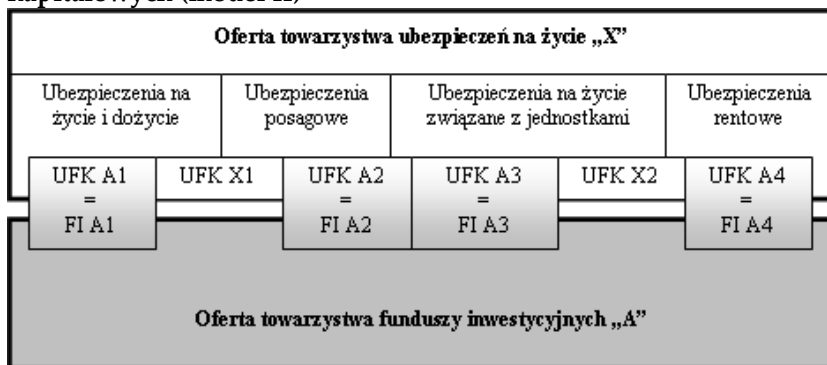 Oferta towarzystwa ubezpieczeń na życie „X”
Ubezpieczenia na
życie i dożycie
Ubezpieczenia
posagowe
Ubezpieczenia na życie
związane z jednostkami
Ubezpieczenia
rentowe
UFK A1
=
FI A1
UFK X1
UFK A2
=
FI A2
UFK A3
=
FI A3
UFK X2
UFK A4
=
FI A4
Oferta towarzystwa funduszy inwestycyjnych „A”